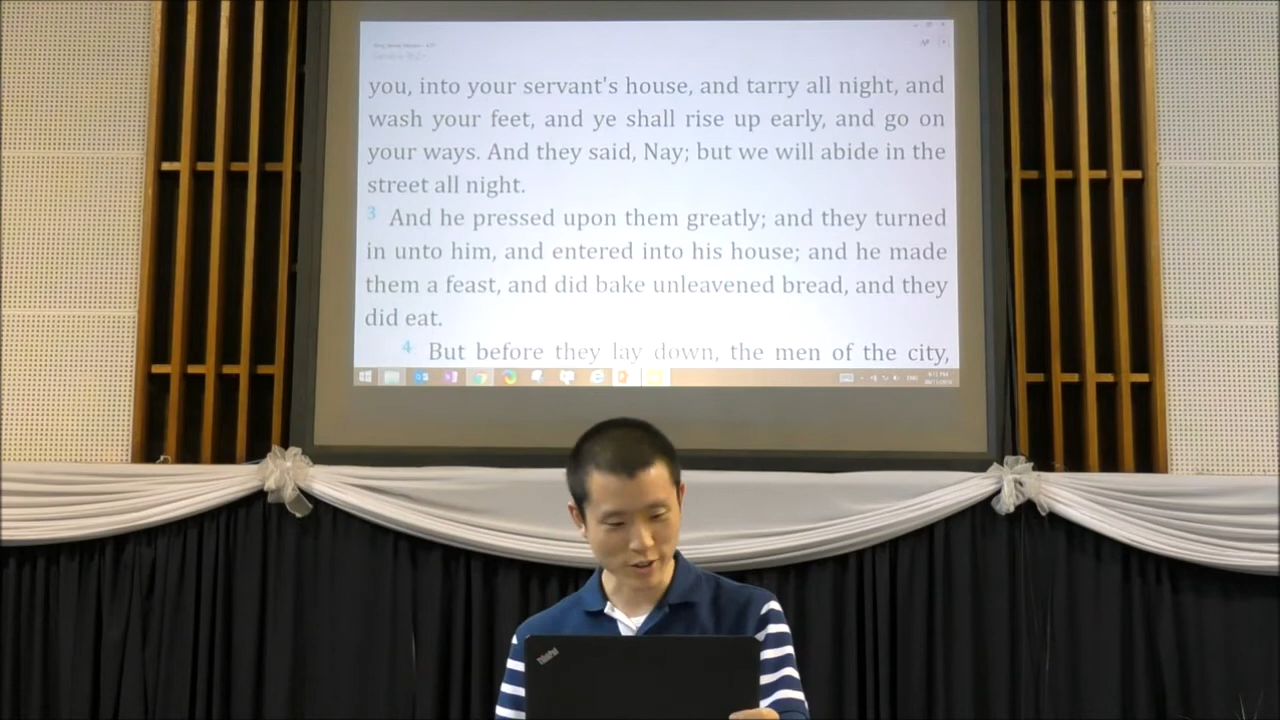 you, into your servant's house, and tarry all night, and
wash your feet, and ye shall rise up early, and go on
your ways. And they said, Nay; but we will abide in the
street all night.
3 And he pressed upon them greatly; and they turned
in unto him, and entered into his house; and he made
them a feast, and did bake unleavened bread, and they
did eat.
4 But before they lay down, the men of the city,
ThinkPad